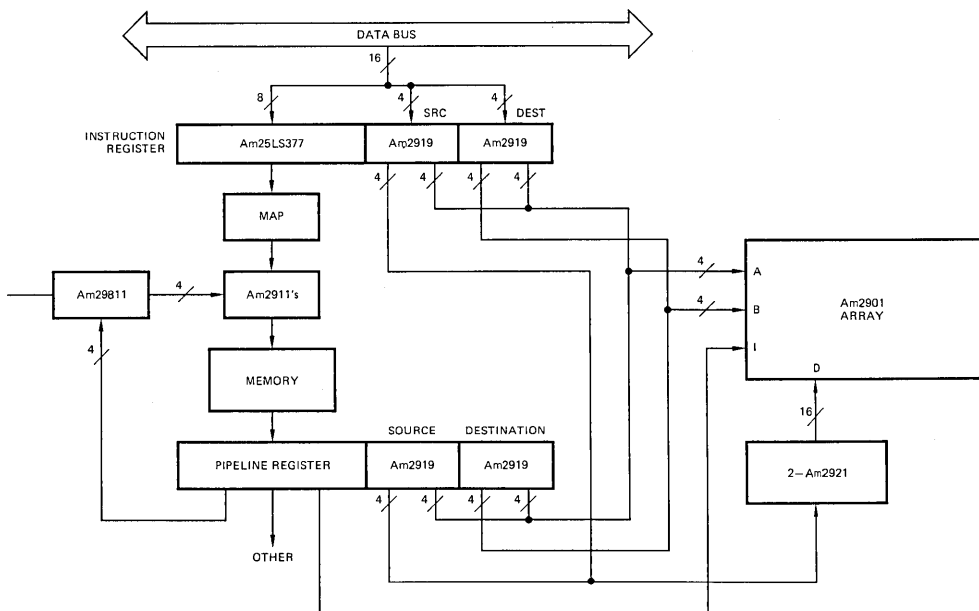 DATA BUS
16
8
4
4
SRC
DEST
INSTRUCTION
REGISTER
Am25LS377
Am2919
Am2919
4
4
4
4
MAP
Am29811
4
Am2911's
4
A
4
B
I
D
Am2901
ARRAY
4
MEMORY
16
SOURCE
DESTINATION
PIPELINE REGISTER
Am2919
Am2919
2–Am2921
4
4
4
4
OTHER